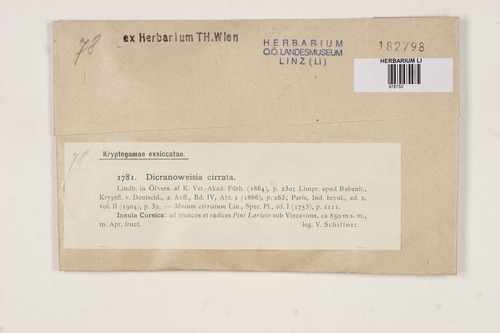 78
ex Herbarium TH.Wien
HERBARIUM
O.Ö. LANDESMUSEUM
LINZ (LI)
182798
HERBARIUM LI
978750
78
Kryptogamae exsiccatae.
1781. Dicranoweisia cirrata.
Lindb. in Öfvers. af K. Vet.-Akad. Förh. (1864), p. 230; Limpr. apud Rabenh.,
Kryptfl. v. Deutschl., 2. Aufl., Bd. IV, Abt. 1 (1886), p. 263; Paris, Ind. bryol., ed. 2,
vol. II (1904), p. 32. — Mnium cirratum Lin., Spec. Pl., ed. I (1753), p. 1111.
Insula Corsica: ad truncos et radices Pini Laricio sub Vizzavona, ca 850 m s. m.,
m. Apr. fruct. leg. V. Schiffner.